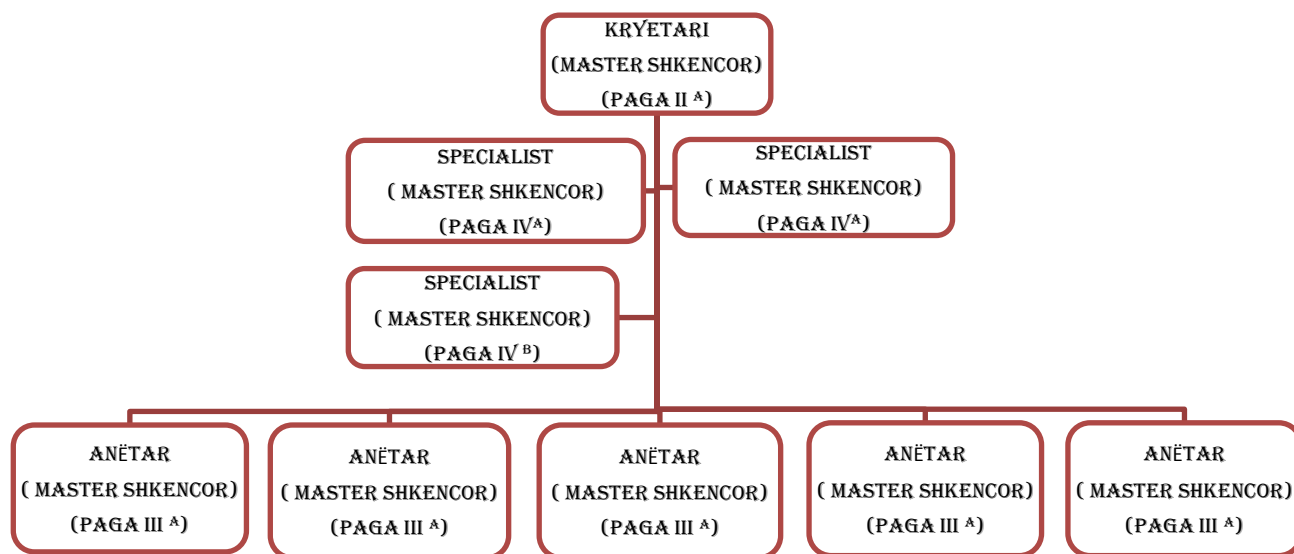 KRYETARI
(MASTER SHKENCOR)
(PAGA II ᴬ)
SPECIALIST
( MASTER SHKENCOR)
(PAGA IVᴬ)
SPECIALIST
( MASTER SHKENCOR)
(PAGA IVᴬ)
SPECIALIST
( MASTER SHKENCOR)
(PAGA IV ᴮ)
ANËTAR
( MASTER SHKENCOR)
(PAGA III ᴬ)
ANËTAR
( MASTER SHKENCOR)
(PAGA III ᴬ)
ANËTAR
( MASTER SHKENCOR)
(PAGA III ᴬ)
ANËTAR
( MASTER SHKENCOR)
(PAGA III ᴬ)
ANËTAR
( MASTER SHKENCOR)
(PAGA III ᴬ)